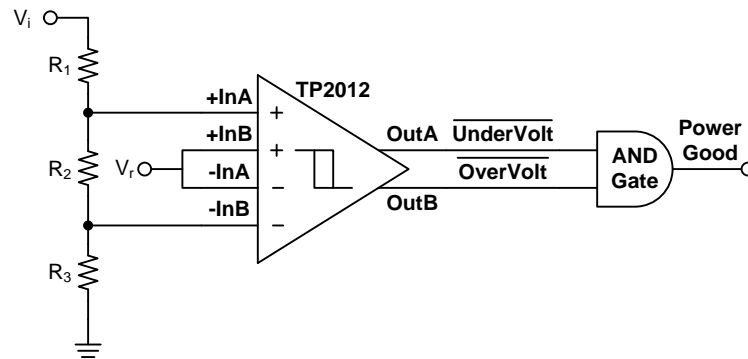 Vi
R1
TP2012
+InA
+
+InB
+
OutA
UnderVolt
Power
Good
AND
Gate
R2
Vr
-InA
−
OverVolt
-InB
−
OutB
R3